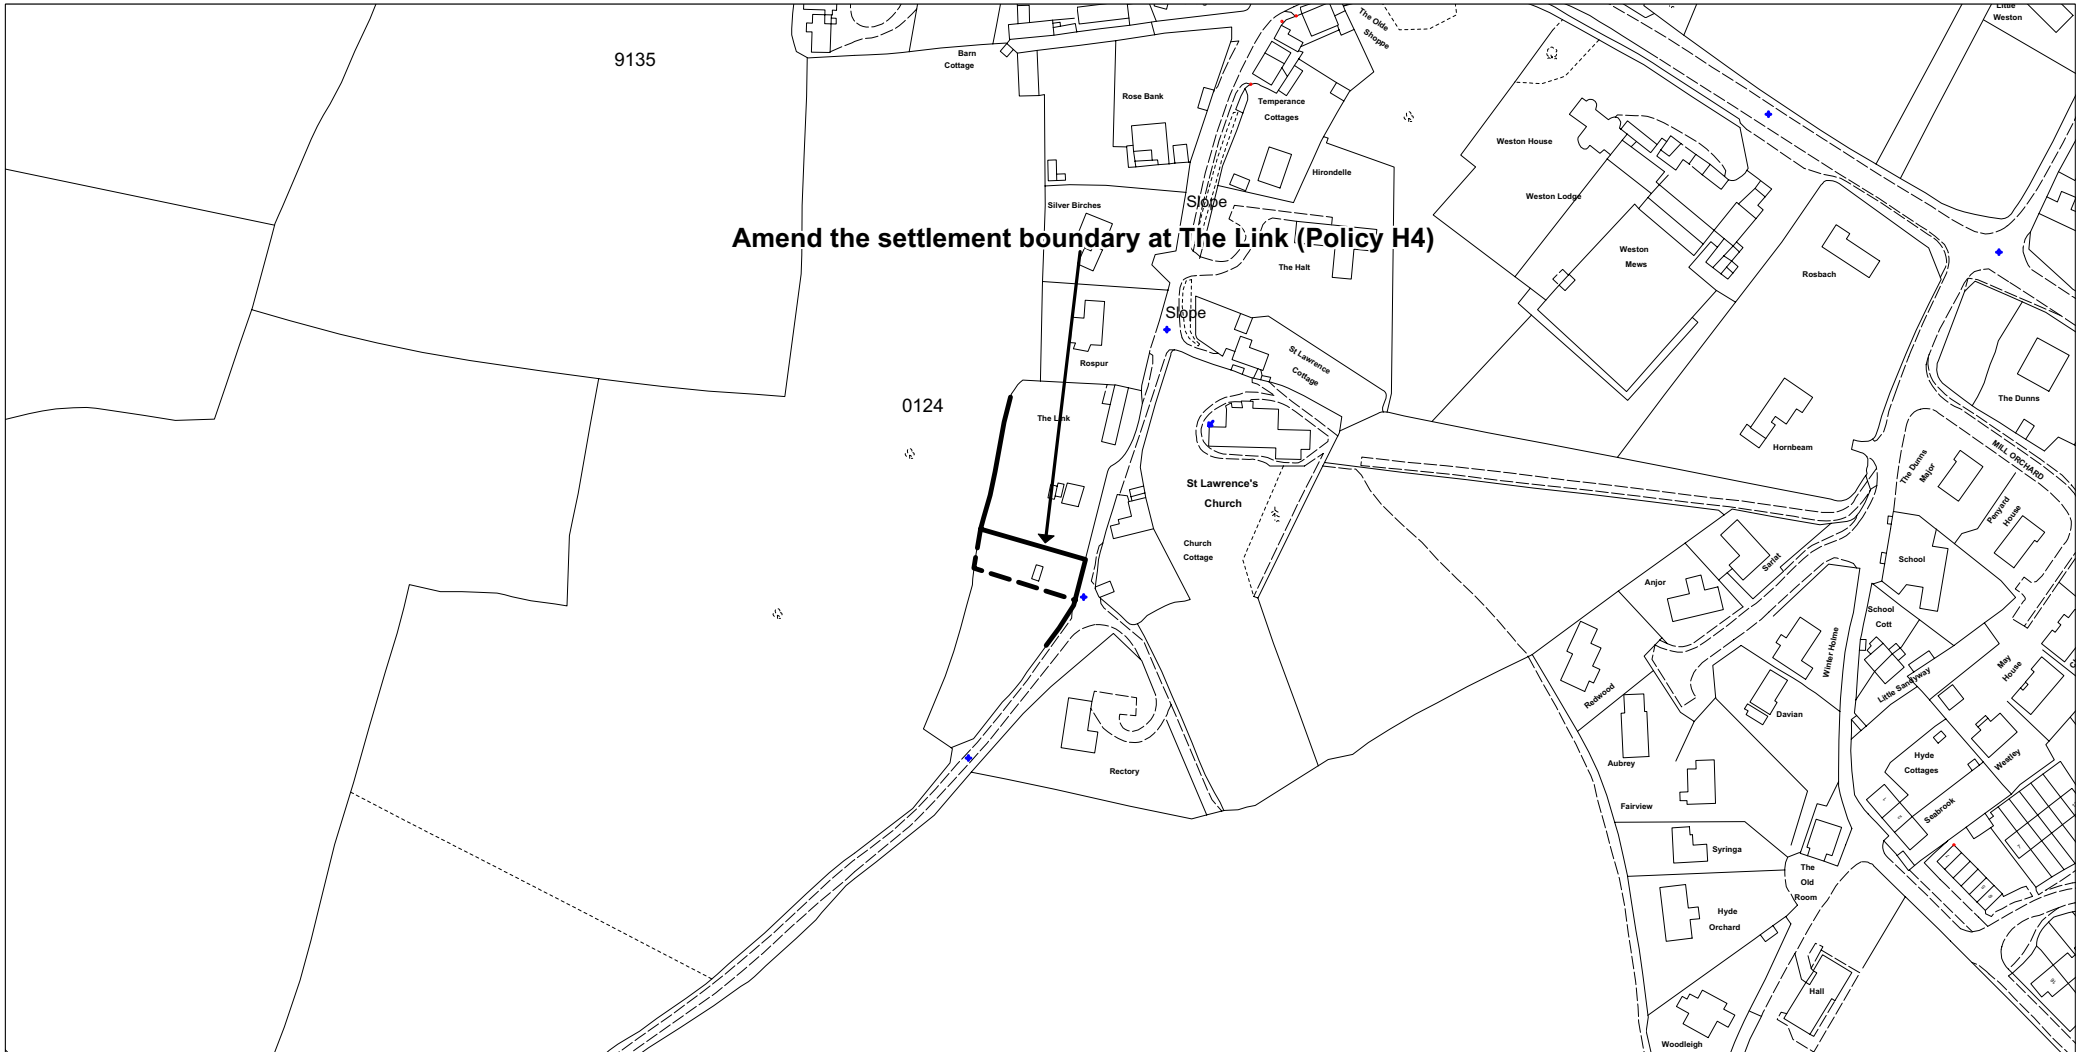 Little
Weston
The Olde
Shoppe
9135
Barn
Cottage
Rose Bank
Temperance
Cottages
Weston House
Hirondelle
Weston Lodge
Silver Birches
Slope
Amend the settlement boundary at The Link (Policy H4)
Weston
Mews
The Halt
Rosbach
Slope
St Lawrence
Cottage
Rospur
The Dunns
0124
The Link
Hornbeam
MILL ORCHARD
The Dunns
Major
St Lawrence's
Church
Penyard
House
Church
Cottage
School
Sarlat
Anjor
School
Cott
Winter Holme
May
House
Little Sandyway
Redwood
Davian
Hyde
Cottages
Westley
Aubrey
Rectory
Fairview
Seabrook
Syringa
The
Old
Room
Hyde
Orchard
Hall
Woodleigh